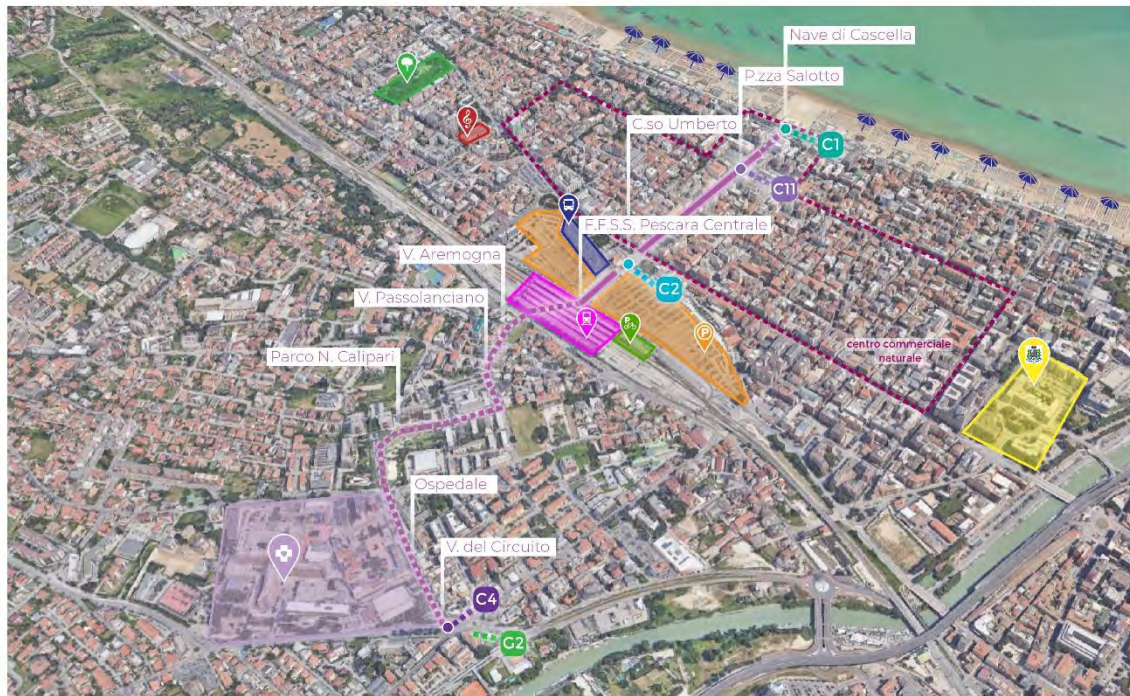 Nave di Cascella
P.zza Salotto
C.so Umberto
C1
C11
F.F.S.S. Pescara Centrale
V. Aremogna
C2
V. Passolanciano
P
P
centro commerciale
naturale
Parco N. Calipari
Ospedale
V. del Circuito
C4
G2